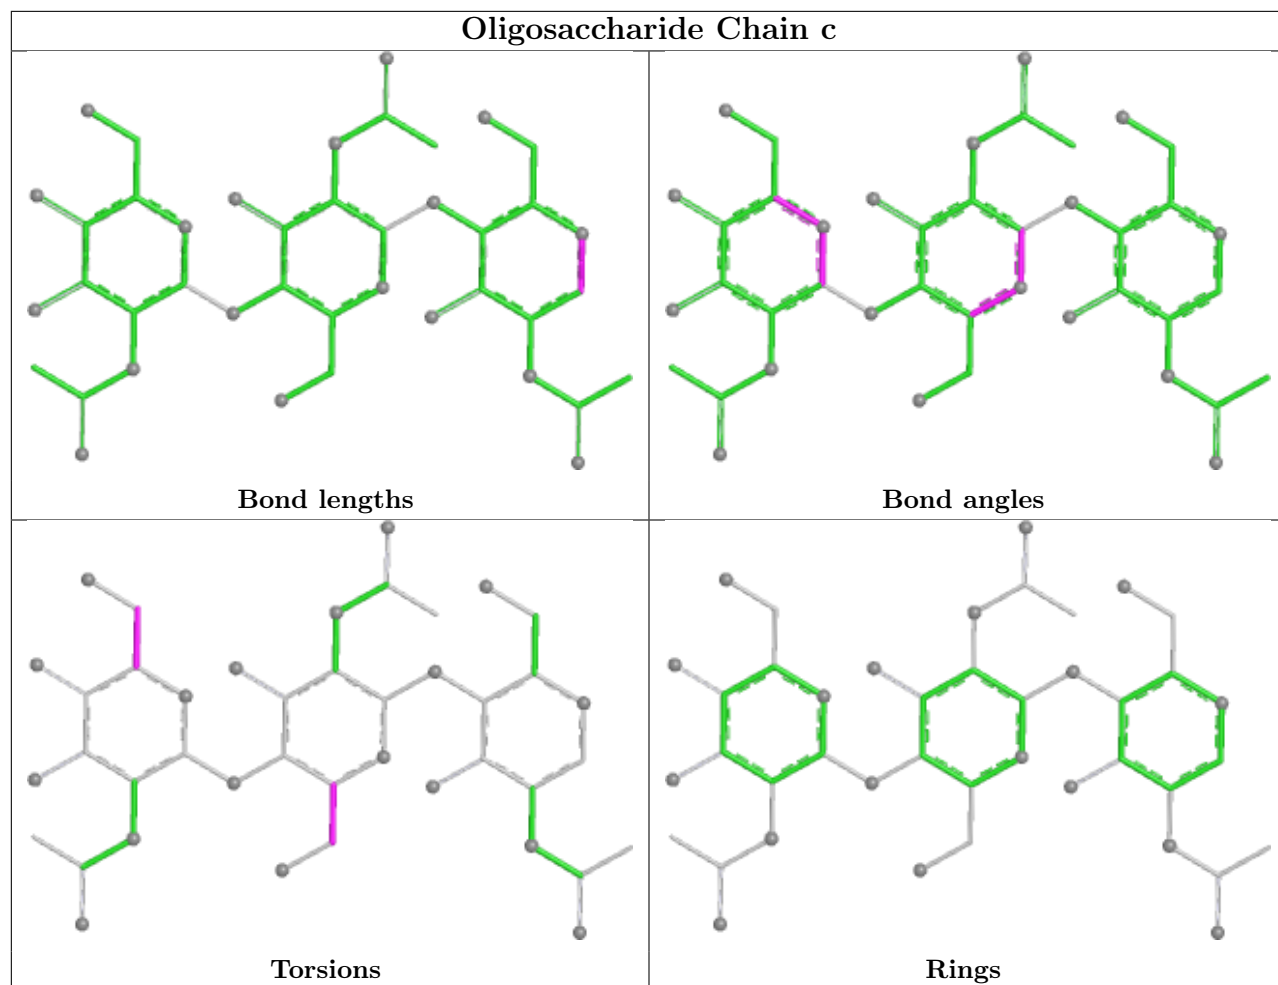 Oligosaccharide Chain c
Bond lengths
Bond angles
Torsions
Rings